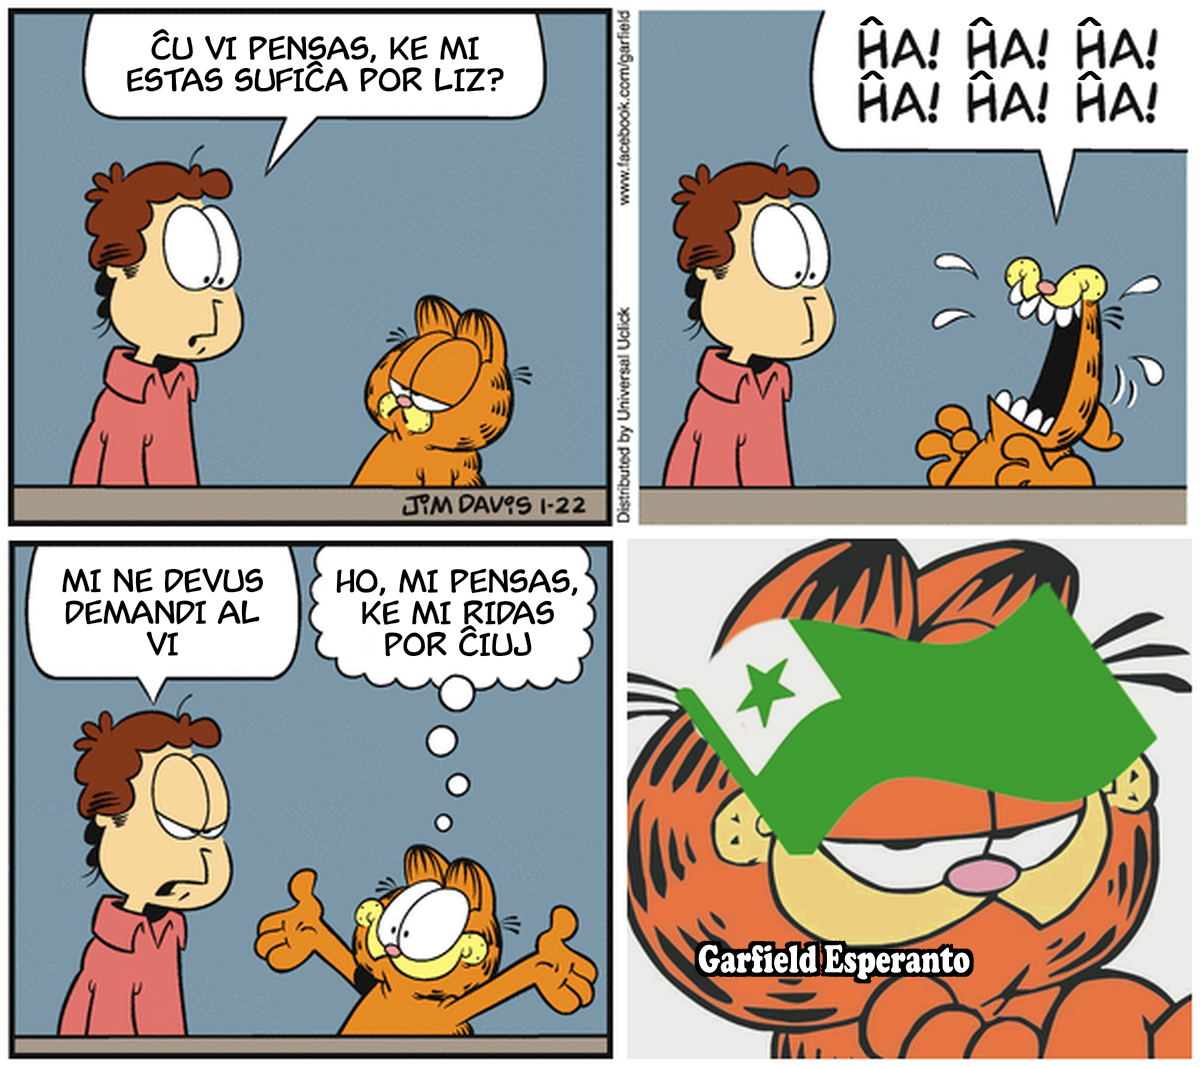 ĈU VI PENSAS, KE MI
ESTAS SUFIĈA POR LIZ?
JIM DAVIS 1-22
Distributed by Universal Uclick
www.facebook.com/garfield
ĤA! ĤA! ĤA!
ĤA! ĤA! ĤA!
MI NE DEVUS
DEMANDI AL
VI
HO, MI PENSAS,
KE MI RIDAS
POR ĈIUJ
Garfield Esperanto